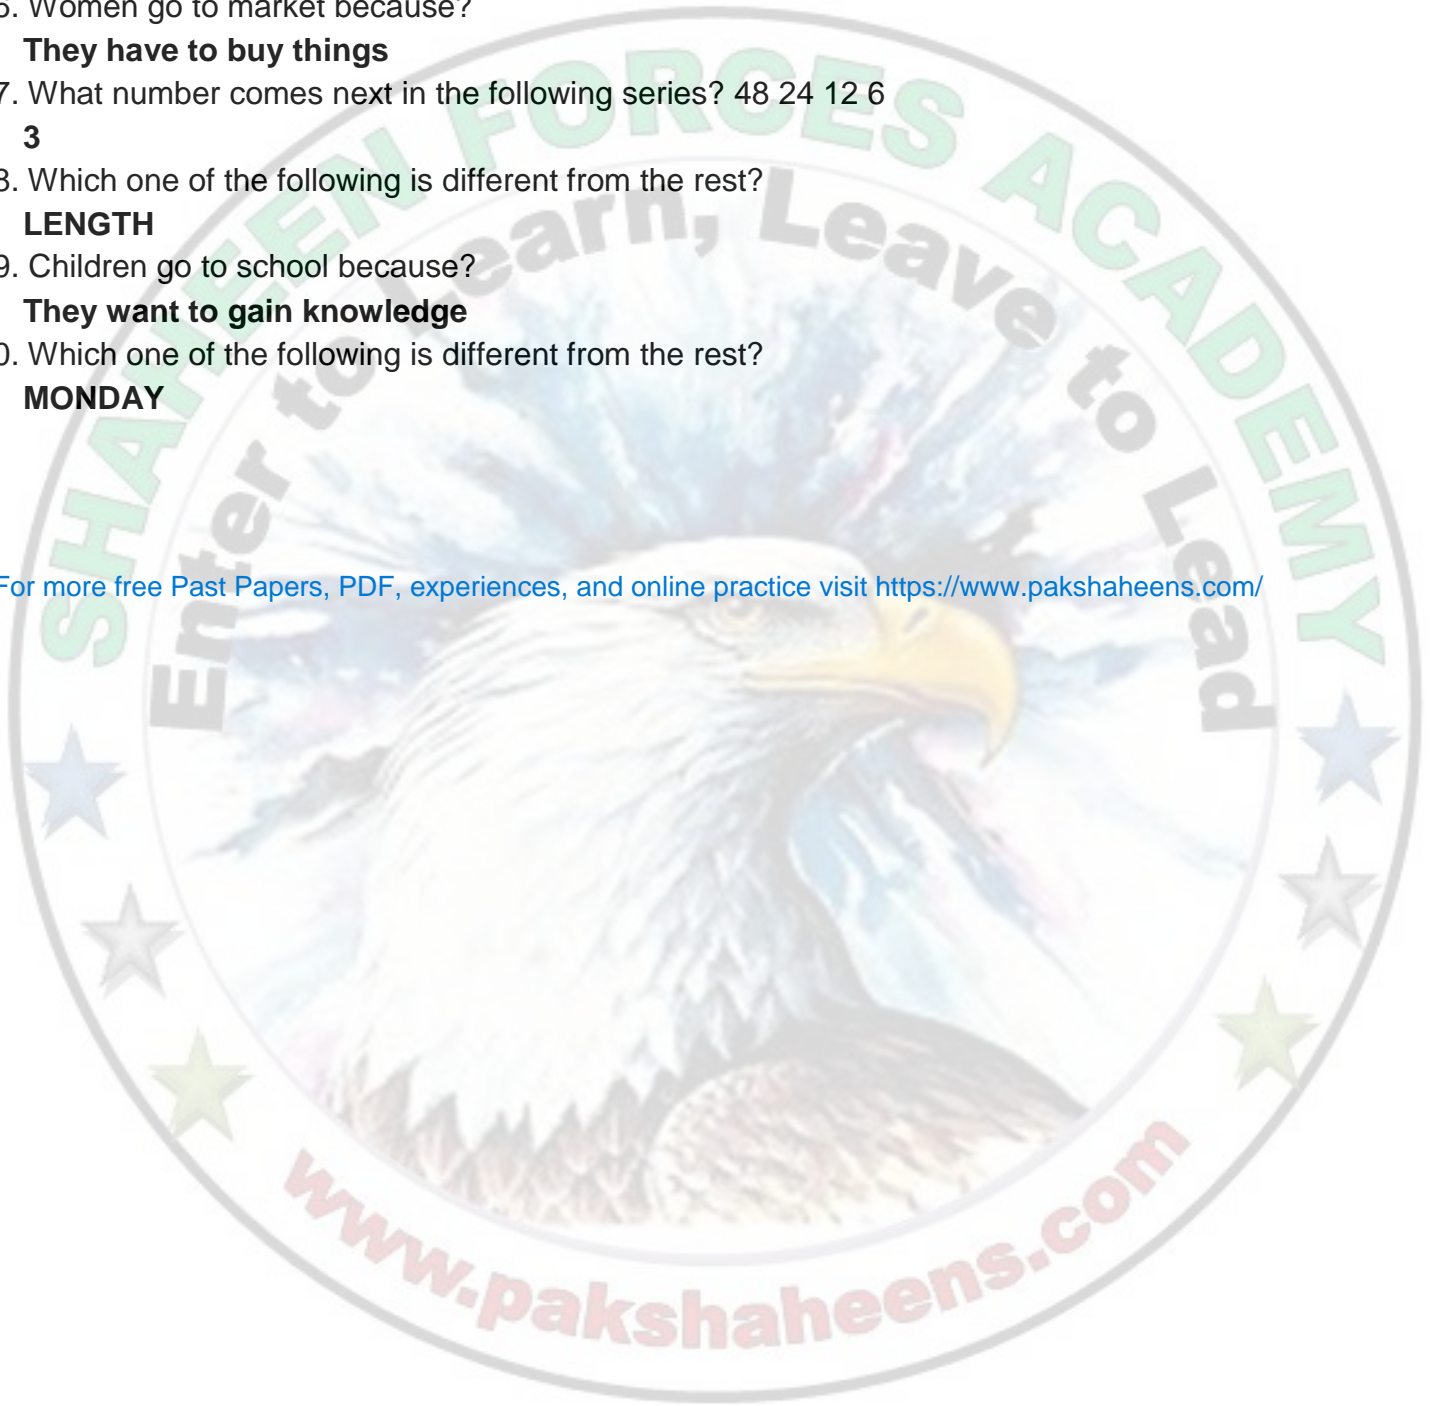 6. Women go to market because?
They have to buy things
7. What number comes next in the following series? 48 24 12 6
3
8. Which one of the following is different from the rest?
LENGTH
9. Children go to school because?
They want to gain knowledge
0. Which one of the following is different from the rest?
MONDAY
For more free Past Papers, PDF, experiences, and online practice visit https://www.pakshaheens.com/
SHAHEEN FORCES ACADEMY
Enter to Learn, Leave to Lead
www.pakshaheens.com